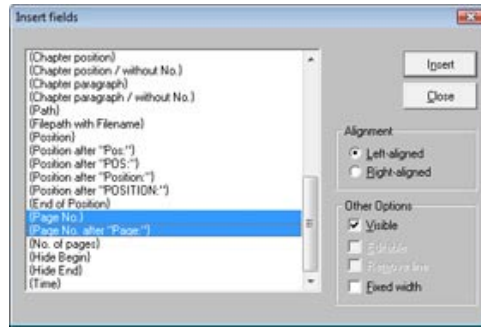 Insert fields
(Chapter position)
(Chapter position / without No.)
(Chapter paragraph)
(Chapter paragraph / without No.)
(Path)
(Filepath with Filename)
(Position)
(Position after "Pos:")
(Position after "POS:")
(Position after "Position:")
(Position after "POSITION:")
(End of Position)
(Page No.)
(Page No. after "Page:")
(No. of pages)
(Hide Begin)
(Hide End)
(Time)
Insert
Close
Alignment
Left-aligned
Right-aligned
Other Options
Visible
Editable
Remove line
Fixed width